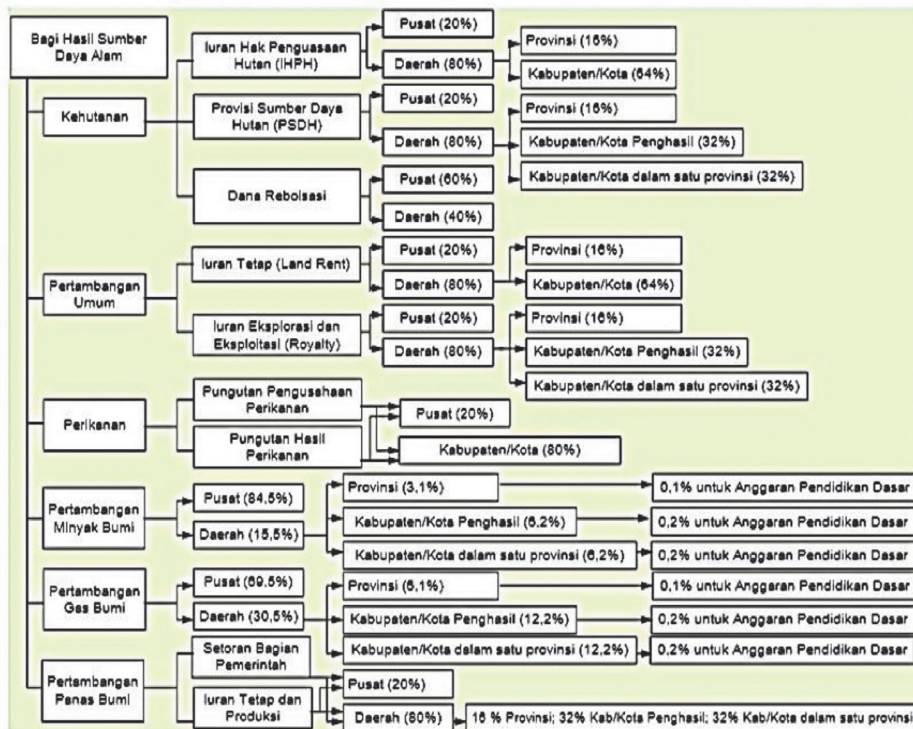 Bagi Hasil Sumber
Daya Alam
Kehutanan
Iuran Hak Penguasaan
Hutan (IHPH)
Pusat (20%)
Daerah (80%)
Provinsi (16%)
Kabupaten/Kota (64%)
Provisi Sumber Daya
Hutan (PSDH)
Pusat (20%)
Daerah (80%)
Provinsi (16%)
Kabupaten/Kota Penghasil (32%)
Kabupaten/Kota dalam satu provinsi (32%)
Dana Rebolsasi
Pusat (60%)
Daerah (40%)
Pertambangan
Umum
Iuran Tetap (Land Rent)
Pusat (20%)
Daerah (80%)
Provinsi (16%)
Kabupaten/Kota (64%)
Iuran Eksplorasi dan
Eksploitasi (Royalty)
Pusat (20%)
Daerah (80%)
Provinsi (16%)
Kabupaten/Kota Penghasil (32%)
Kabupaten/Kota dalam satu provinsi (32%)
Perikanan
Pungutan Pengusahaan
Perikanan
Pungutan Hasil
Perikanan
Pusat (20%)
Kabupaten/Kota (80%)
Pertambangan
Minyak Bumi
Pusat (84,5%)
Daerah (15,5%)
Provinsi (3,1%)
0,1% untuk Anggaran Pendidikan Dasar
Kabupaten/Kota Penghasil (6,2%)
0,2% untuk Anggaran Pendidikan Dasar
Kabupaten/Kota dalam satu provinsi (6,2%)
0,2% untuk Anggaran Pendidikan Dasar
Pertambangan
Gas Bumi
Pusat (69,5%)
Daerah (30,5%)
Provinsi (6,1%)
0,1% untuk Anggaran Pendidikan Dasar
Kabupaten/Kota Penghasil (12,2%)
0,2% untuk Anggaran Pendidikan Dasar
Kabupaten/Kota dalam satu provinsi (12,2%)
0,2% untuk Anggaran Pendidikan Dasar
Pertambangan
Panas Bumi
Setoran Bagian
Pemerintah
Iuran Tetap dan
Produksi
Pusat (20%)
Daerah (80%)
16 % Provinsi; 32% Kab/Kota Penghasil; 32% Kab/Kota dalam satu provinsi